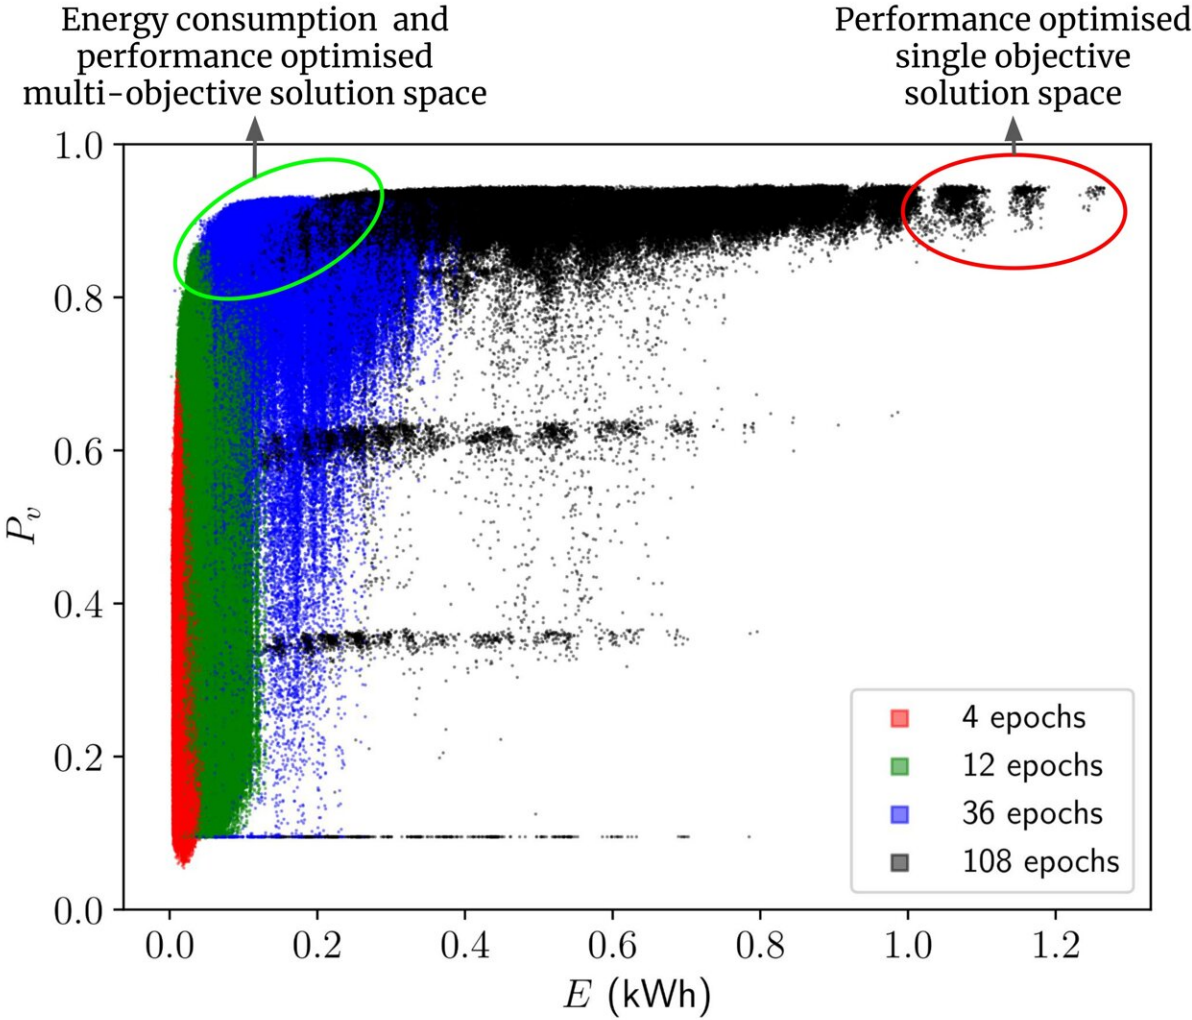 Energy consumption and
performance optimised
multi-objective solution space
Performance optimised
single objective
solution space
1.0
0.8
0.6
0.4
0.2
0.0
P_v
0.0 0.2 0.4 0.6 0.8 1.0 1.2
E (kWh)
4 epochs
12 epochs
36 epochs
108 epochs